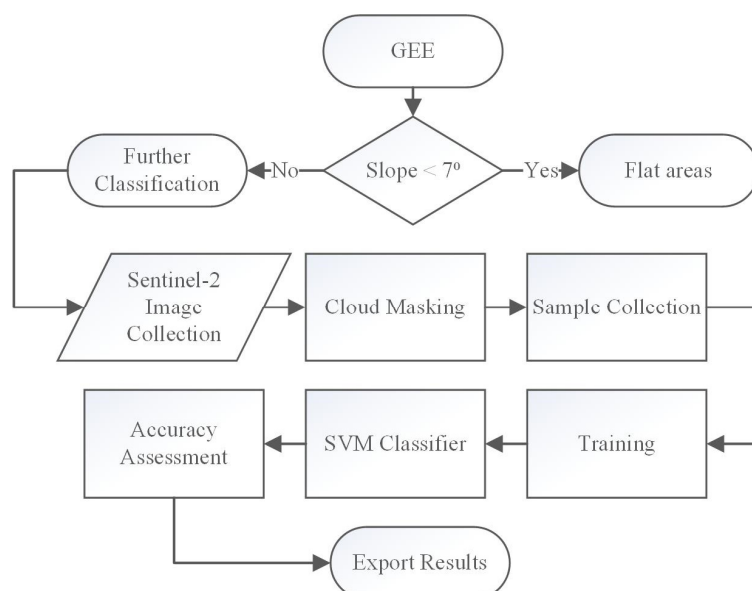 GEE
Further
Classification
No
Slope < 7º
Yes
Flat areas
Sentinel-2
Image
Collection
Cloud Masking
Sample Collection
Accuracy
Assessment
SVM Classifier
Training
Export Results